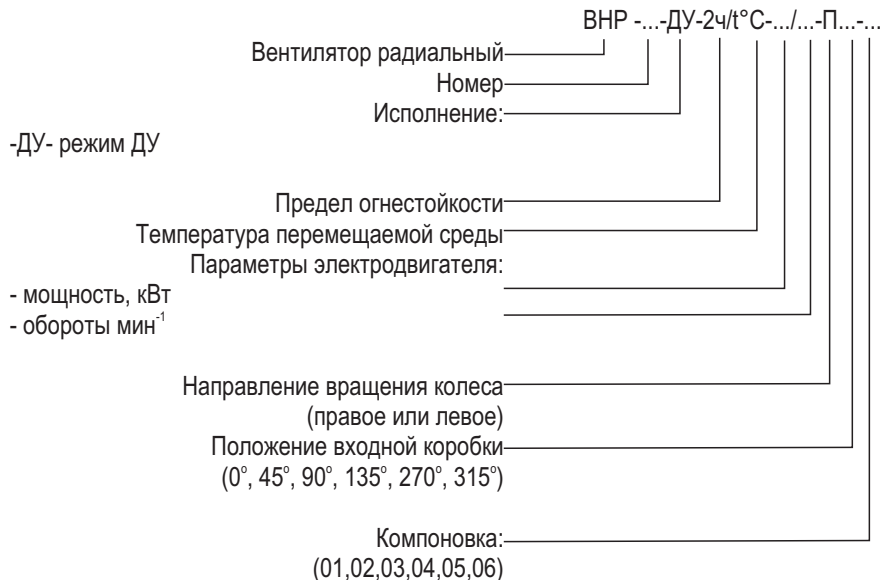 ВНР -...-ДУ-2ч/t°С-.../...-П...-...
Вентилятор радиальный
Номер
Исполнение:
-ДУ- режим ДУ
Предел огнестойкости
Температура перемещаемой среды
Параметры электродвигателя:
- мощность, кВт
- обороты мин⁻¹
Направление вращения колеса
(правое или левое)
Положение входной коробки
(0°, 45°, 90°, 135°, 270°, 315°)
Компоновка:
(01,02,03,04,05,06)